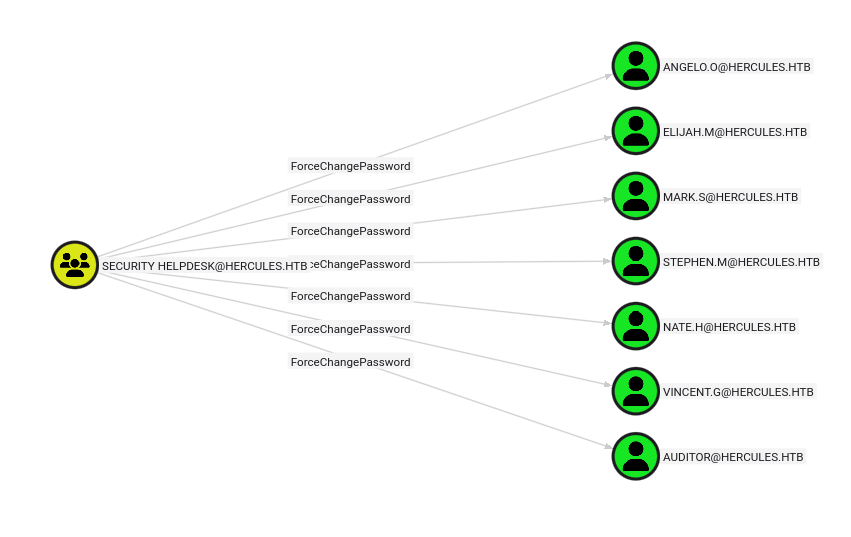 ANGELO.O@HERCULES.HTB
ELIJAH.M@HERCULES.HTB
ForceChangePassword
ForceChangePassword
MARK.S@HERCULES.HTB
ForceChangePassword
SECURITY HELPDESK@HERCULES.HTB
ceChangePassword
STEPHEN.M@HERCULES.HTB
ForceChangePassword
NATE.H@HERCULES.HTB
ForceChangePassword
ForceChangePassword
VINCENT.G@HERCULES.HTB
AUDITOR@HERCULES.HTB